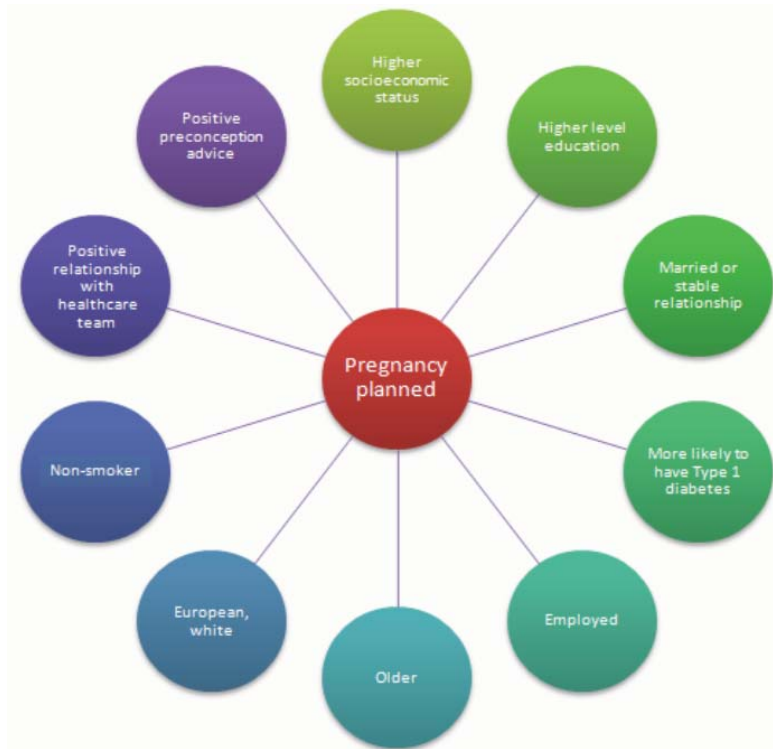 Higher
socioeconomic
status
Higher level
education
Married or
stable
relationship
More likely to
have Type 1
diabetes
Employed
Older
European,
white
Non-smoker
Positive
relationship
with
healthcare
team
Positive
preconception
advice
Pregnancy
planned